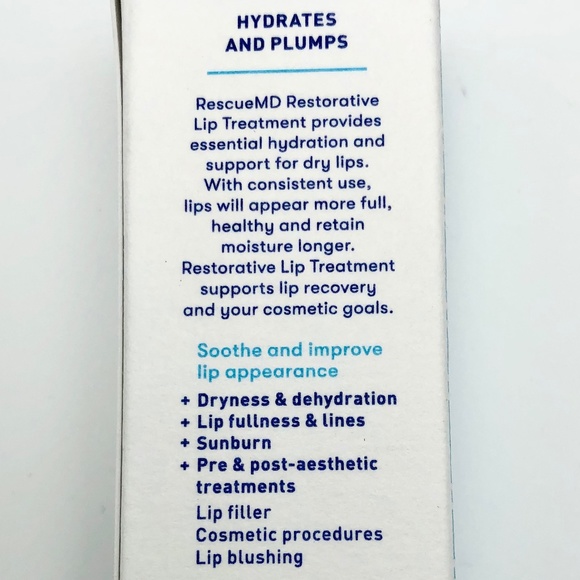 HYDRATES
AND PLUMPS
RescueMD Restorative
Lip Treatment provides
essential hydration and
support for dry lips.
With consistent use,
lips will appear more full,
healthy and retain
moisture longer.
Restorative Lip Treatment
supports lip recovery
and your cosmetic goals.
Soothe and improve
lip appearance
+ Dryness & dehydration
+ Lip fullness & lines
+ Sunburn
+ Pre & post-aesthetic
treatments
Lip filler
Cosmetic procedures
Lip blushing